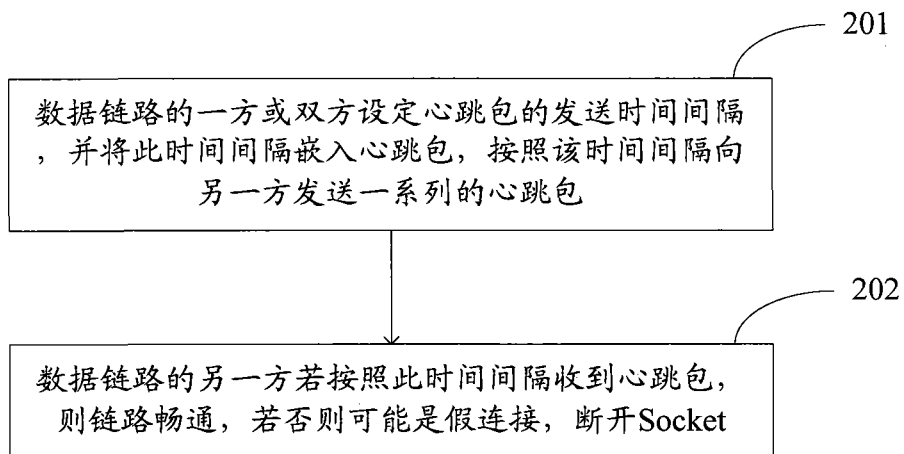 201
数据链路的一方或双方设定心跳包的发送时间间隔
，并将此时间间隔嵌入心跳包，按照该时间间隔向
另一方发送一系列的心跳包
202
数据链路的另一方若按照此时间间隔收到心跳包，
则链路畅通，若否则可能是假连接，断开Socket